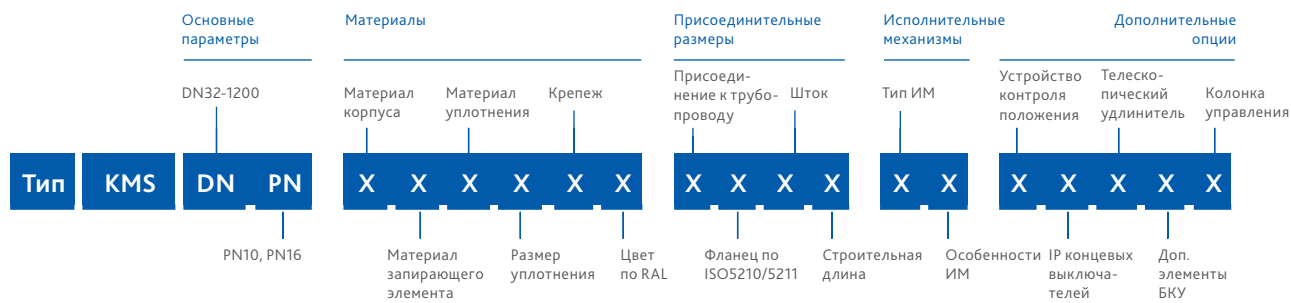 Основные
параметры
Материалы
Присоединительные
размеры
Исполнительные
механизмы
Дополнительные
опции
DN32-1200
Материал
корпуса
Материал
уплотнения
Крепеж
Присоеди-
нение к трубо-
проводу
Шток
Тип ИМ
Устройство
контроля
положения
Телеско-
пический
удлинитель
Колонка
управления
Тип KMS DN PN X X X X X X X X X X X X X X X X X
PN10, PN16
Материал
запирающего
элемента
Размер
уплотнения
Цвет
по RAL
Фланец по
ISO5210/5211
Строительная
длина
Особенности
ИМ
IP концевых
выключа-
телей
Доп.
элементы
БКУ